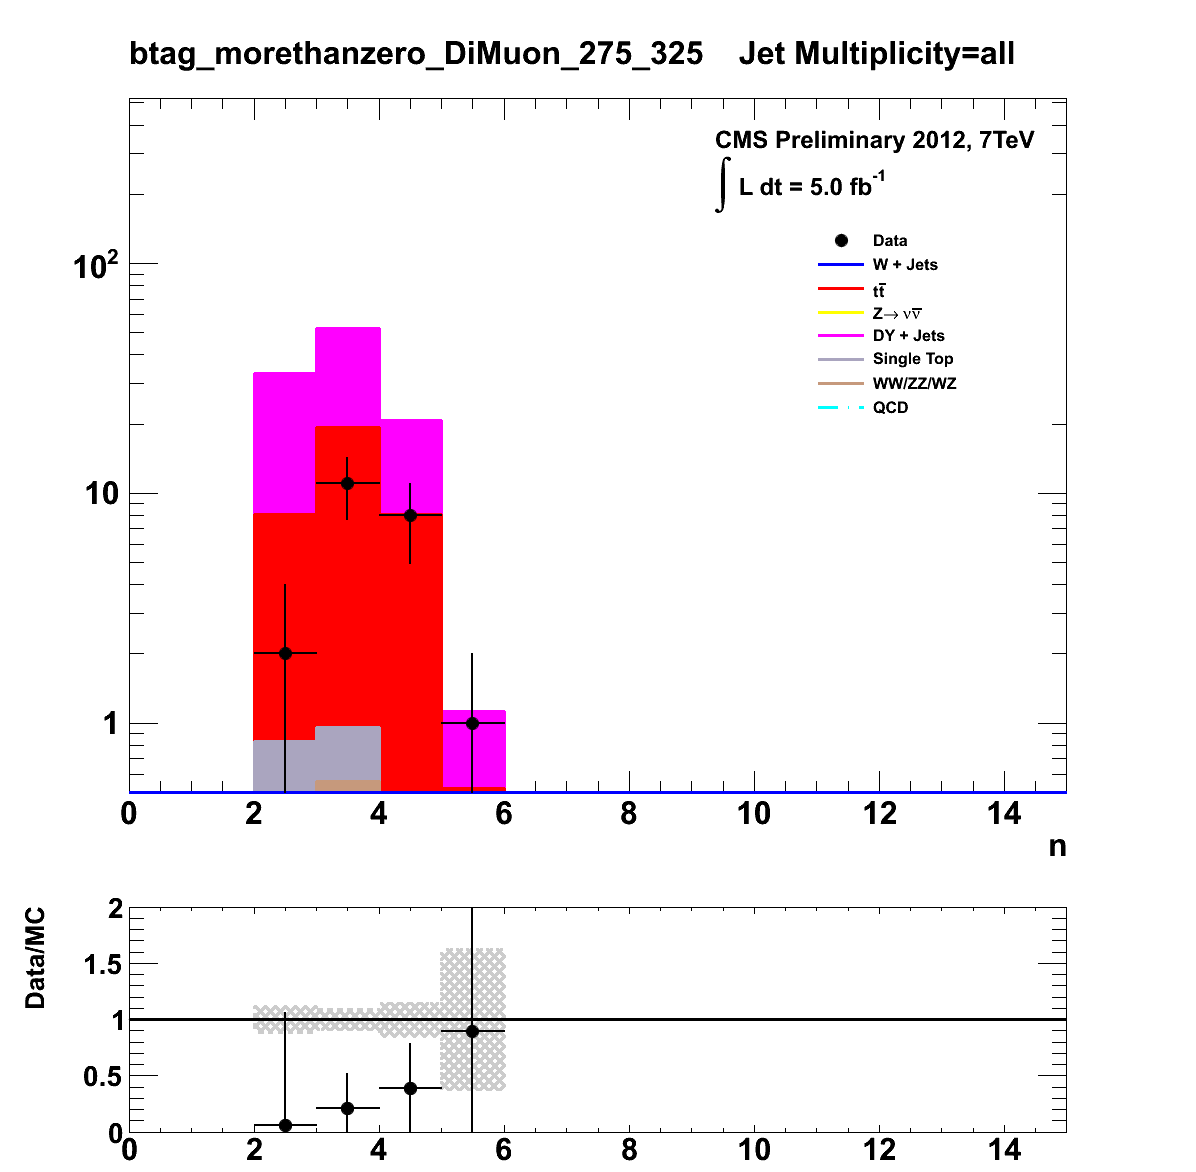 btag_morethanzero_DiMuon_275_325 Jet Multiplicity=all
CMS Preliminary 2012, 7TeV
∫ L dt = 5.0 fb⁻¹
Data
W + Jets
tt̅
Z→ νν̅
DY + Jets
Single Top
WW/ZZ/WZ
QCD
10²
10
1
0 2 4 6 8 10 12 14
n
Data/MC
2
1.5
1
0.5
0
0 2 4 6 8 10 12 14